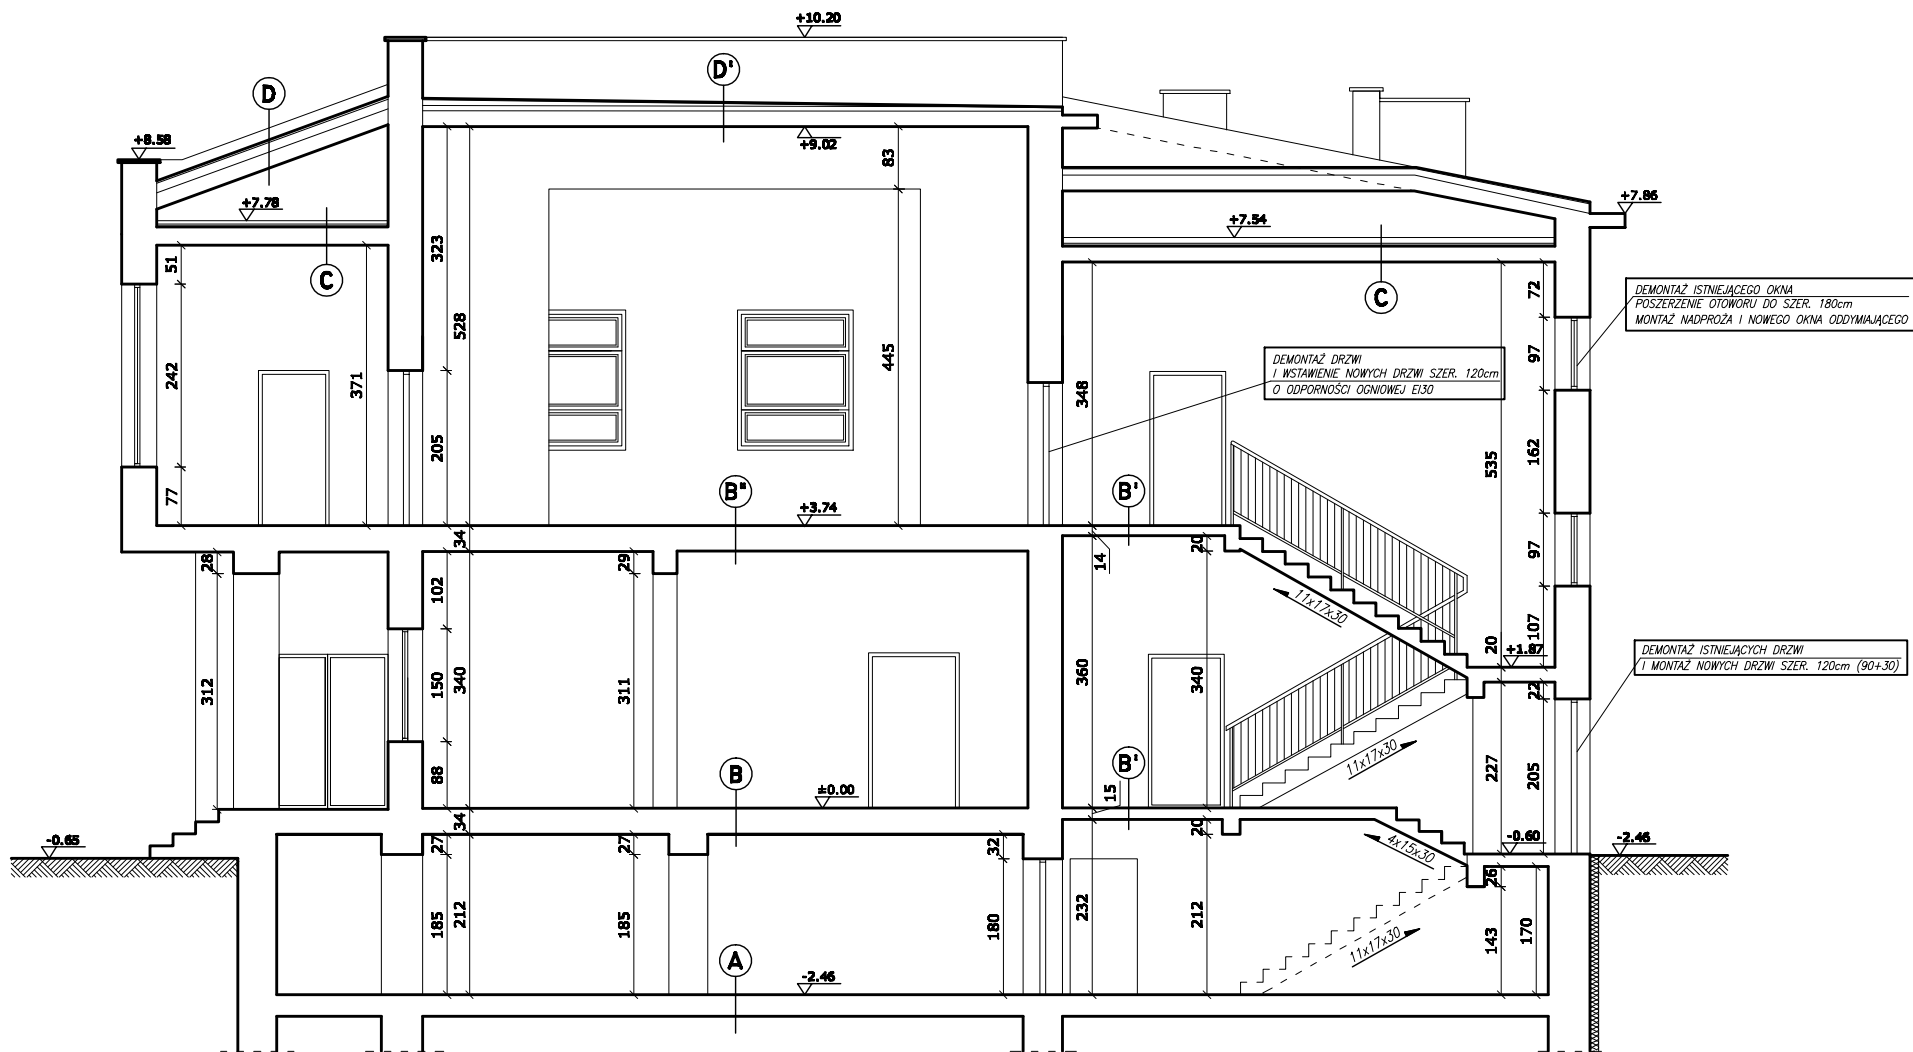 +10.20
D'
D
+8.58
+9.02
83
+7.86
+7.78
+7.54
323
51
C
C
72
DEMONTAŻ ISTNIEJĄCEGO OKNA
POSZERZENIE OTOWORU DO SZER. 180cm
MONTAŻ NADPROŻA I NOWEGO OKNA ODDYMIAJĄCEGO
528
445
97
DEMONTAŻ DRZWI
I WSTAWIENIE NOWYCH DRZWI SZER. 120cm
O ODPORNOŚCI OGNIOWEJ EI30
242
371
348
205
162
535
77
B"
B'
+3.74
34
28
29
14
20
97
102
11x17x30
107
20
+1.87
DEMONTAŻ ISTNIEJĄCYCH DRZWI
I MONTAŻ NOWYCH DRZWI SZER. 120cm (90+30)
312
150
340
311
360
340
22
11x17x30
227
205
88
B
B'
±0.00
15
34
20
-0.65
27
27
32
4x15x30
-0.60
-2.46
26
185
212
185
180
232
212
11x17x30
143
170
A
-2.46